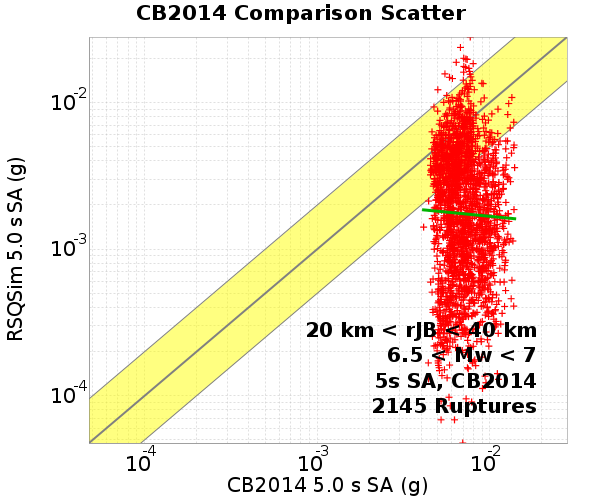 CB2014 Comparison Scatter
RSQSim 5.0 s SA (g)
10-2
10-3
10-4
20 km < rJB < 40 km
6.5 < Mw < 7
5s SA, CB2014
2145 Ruptures
10-4 10-3 10-2
CB2014 5.0 s SA (g)